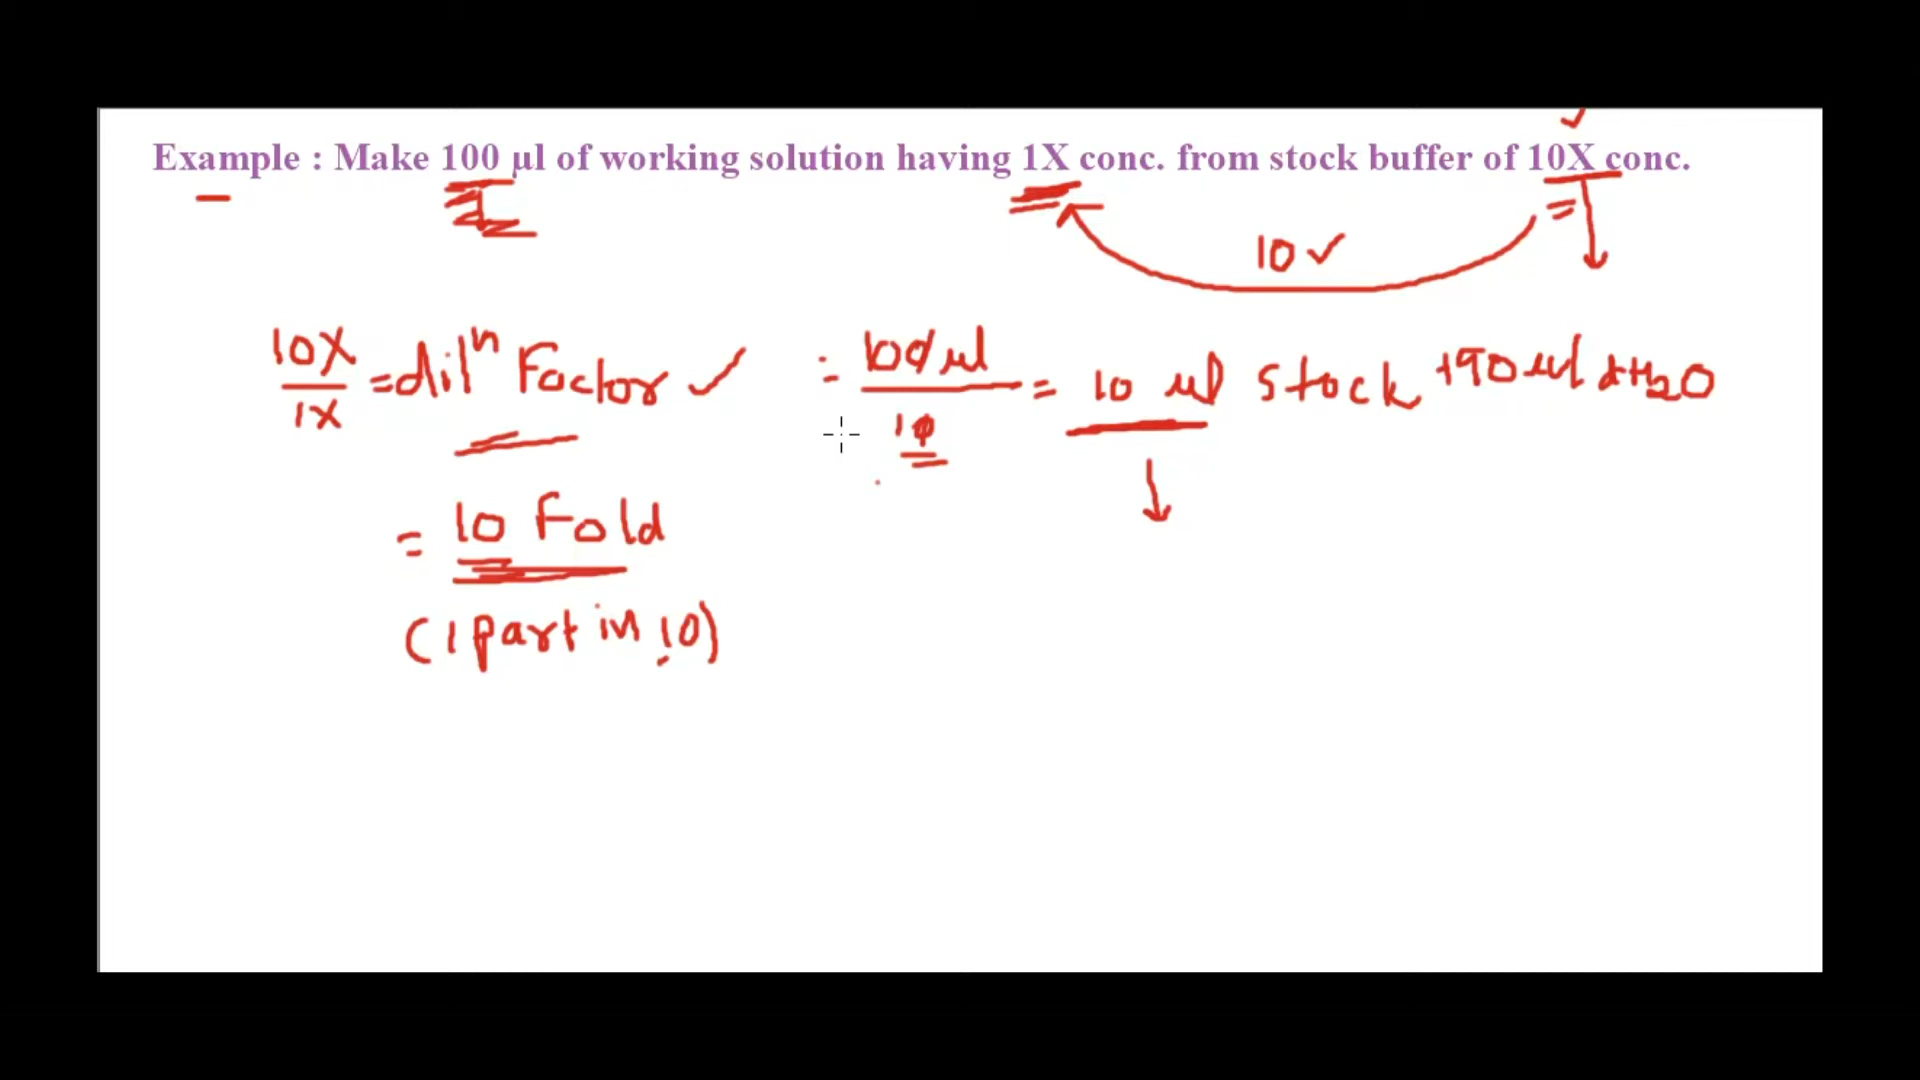 Example : Make 100 µl of working solution having 1X conc. from stock buffer of 10X conc.
10 ✓
10X/1X = dilⁿ Factor ✓ = 100 µl/10 = 10 µl stock +90 µl dH2O
= 10 Fold
(1 part in 10)